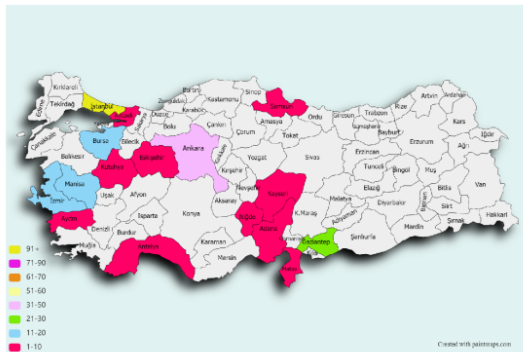 Kırklareli
Edirne
Tekirdağ
İstanbul
Kocaeli
Sakarya
Düzce
Zonguldak
Bartın
Karabük
Kastamonu
Sinop
Samsun
Ordu
Giresun
Trabzon
Rize
Artvin
Ardahan
Kars
Iğdır
Ağrı
Çanakkale
Balıkesir
Bursa
Bilecik
Bolu
Çankırı
Ankara
Kırıkkale
Çorum
Amasya
Tokat
Gümüşhane
Bayburt
Erzurum
Erzincan
Tunceli
Bingöl
Muş
Kütahya
Eskişehir
Yozgat
Sivas
Kırşehir
Nevşehir
Kayseri
Manisa
İzmir
Uşak
Afyon
Aksaray
Niğde
K.Maraş
Malatya
Elazığ
Diyarbakır
Batman
Bitlis
Van
Siirt
Şırnak
Hakkari
Mardin
Aydın
Denizli
Isparta
Konya
Burdur
Muğla
Antalya
Karaman
Mersin
Adana
Osmaniye
Hatay
Gaziantep
Adıyaman
Şanlıurfa
91+
71-90
61-70
51-60
31-50
21-30
11-20
1-10
Created with paintmaps.com